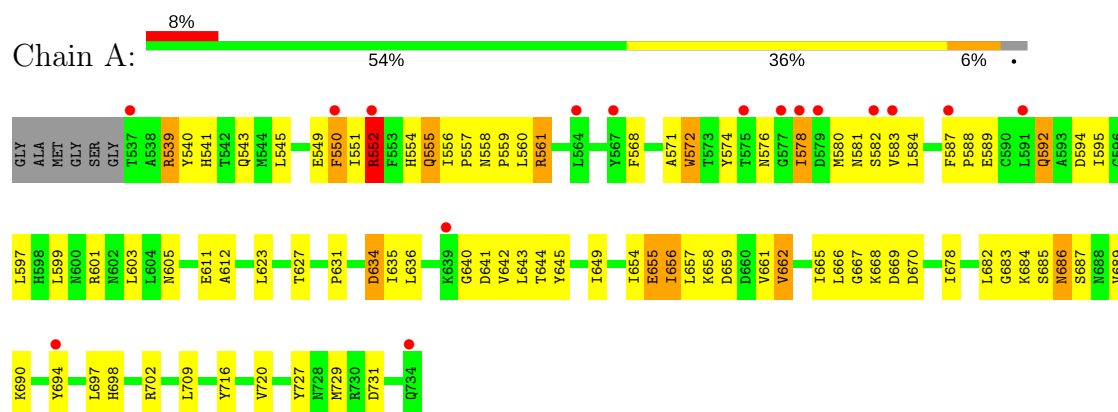 8%
Chain A:
54% 36% 6% •
GLY ALA MET GLY SER GLY T537 A538 R539 Y540 H541 T542 Q543 M544 L545 E549 F550 I551 R552 F553 H554 Q555 I556 P557 N558 P559 L560 R561 L564 Y567 F568 A571 W572 T573 Y574 T575 N576 G577 I578 D579 N580 N581 S582 V583 L584 F587 P588 E589 C590 L591 Q592 A593 D594 I595 E596
L597 H598 L599 N600 R601 N602 L603 L604 N605 E611 A612 L623 T627 P631 D634 I635 L636 K639 G640 D641 V642 L643 T644 Y645 I649 I654 E655 I656 L657 K658 D659 D660 V661 V662 I665 L666 G667 K668 D669 D670 I678 L682 G683 K684 S685 N686 S687 N688 V689
K690 Y694 L697 H698 R702 L709 Y716 V720 Y727 N728 M729 R730 D731 Q734